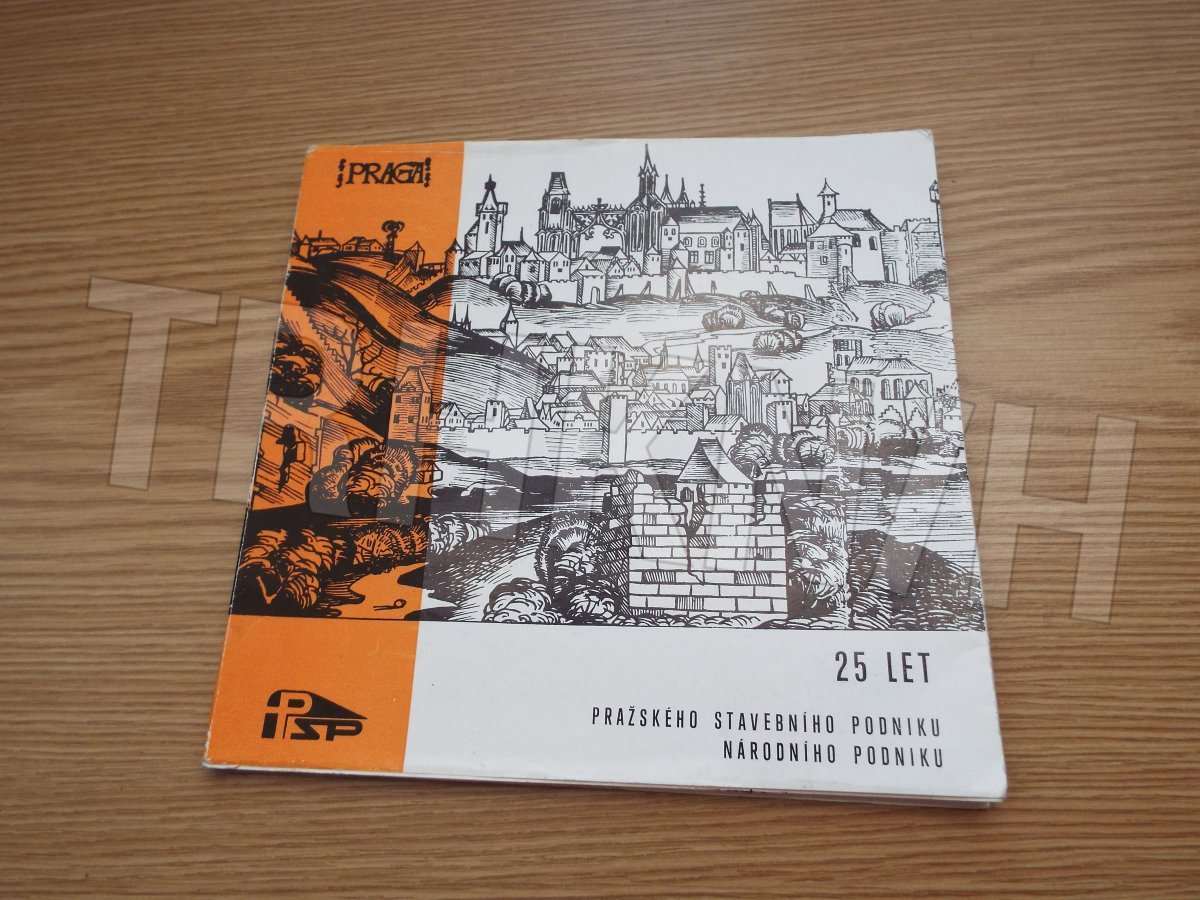 PRAGA
25 LET
PRAŽSKÉHO STAVEBNÍHO PODNIKU
NÁRODNÍHO PODNIKU
PSP